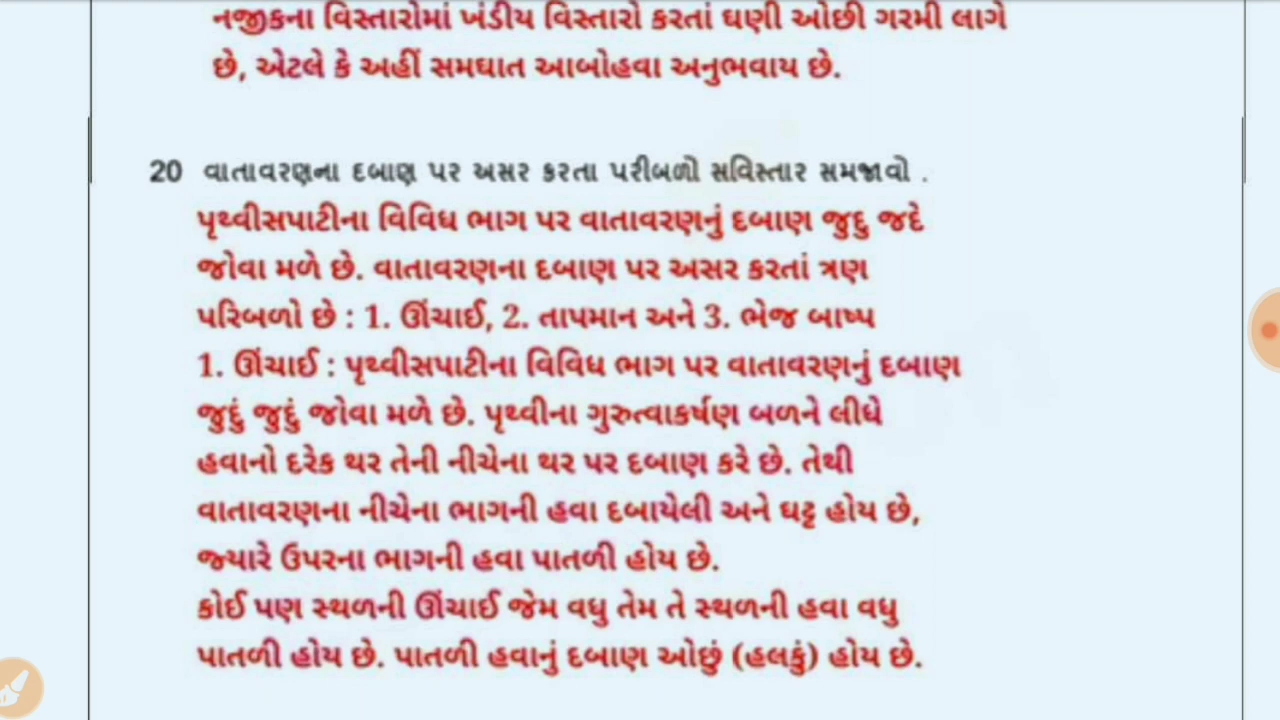 નજીકના વિસ્તારોમાં ખંડીય વિસ્તારો કરતાં ઘણી ઓછી ગરમી લાગે
છે, એટલે કે અહીં સમઘાત આબોહવા અનુભવાય છે.
20 વાતાવરણના દબાણ પર અસર કરતા પરીબળો સવિસ્તાર સમજાવો .
પૃથ્વીસપાટીના વિવિધ ભાગ પર વાતાવરણનું દબાણ જુદુ જદે
જોવા મળે છે. વાતાવરણના દબાણ પર અસર કરતાં ત્રણ
પરિબળો છે : 1. ઊંચાઈ, 2. તાપમાન અને 3. ભેજ બાષ્પ
1. ઊંચાઈ : પૃથ્વીસપાટીના વિવિધ ભાગ પર વાતાવરણનું દબાણ
જુદું જુદું જોવા મળે છે. પૃથ્વીના ગુરુત્વાકર્ષણ બળને લીધે
હવાનો દરેક થર તેની નીચેના થર પર દબાણ કરે છે. તેથી
વાતાવરણના નીચેના ભાગની હવા દબાયેલી અને ઘટ્ટ હોય છે,
જ્યારે ઉપરના ભાગની હવા પાતળી હોય છે.
કોઈ પણ સ્થળની ઊંચાઈ જેમ વધુ તેમ તે સ્થળની હવા વધુ
પાતળી હોય છે. પાતળી હવાનું દબાણ ઓછું (હલકું) હોય છે.